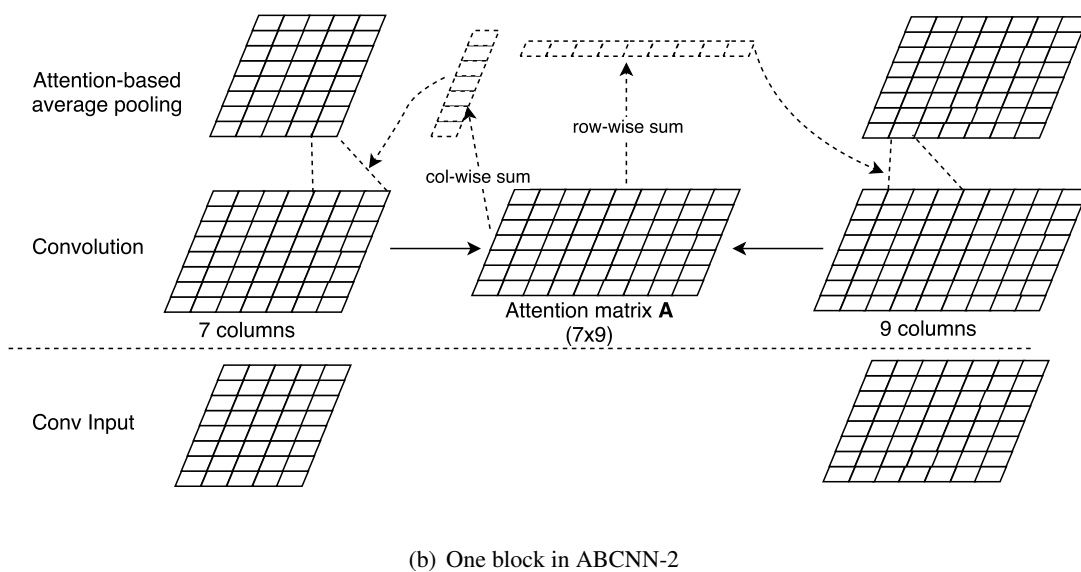 Attention-based
average pooling
row-wise sum
col-wise sum
Convolution
Attention matrix A
(7x9)
7 columns
9 columns
Conv Input
(b) One block in ABCNN-2